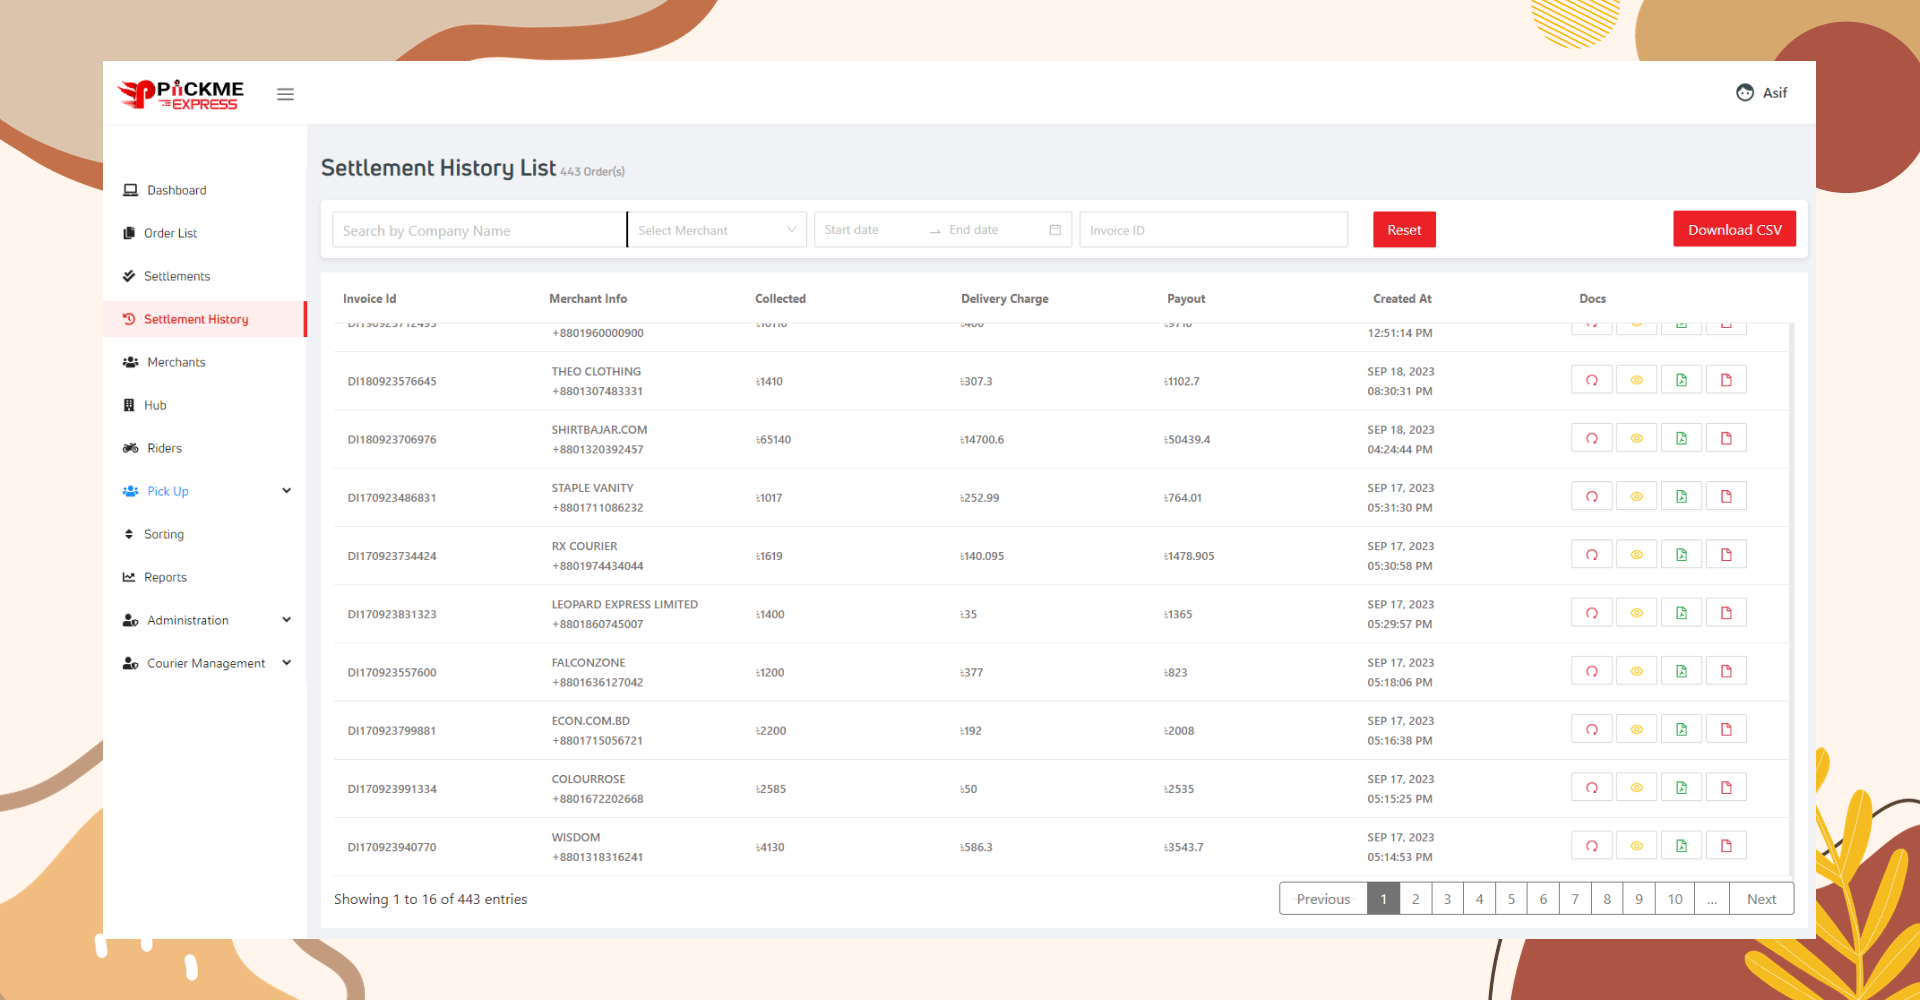 PiiCKME
EXPRESS
Asif
Settlement History List 443 Order(s)
Dashboard
Order List
Settlements
Settlement History
Merchants
Hub
Riders
Pick Up
Sorting
Reports
Administration
Courier Management
Search by Company Name
Select Merchant
Start date
End date
Invoice ID
Reset
Download CSV
Invoice Id Merchant Info Collected Delivery Charge Payout Created At Docs
+8801960000900 12:51:14 PM
THEO CLOTHING SEP 18, 2023
DI180923576645 ৳1410 ৳307.3 ৳1102.7
+8801307483331 08:30:31 PM
SHIRTBAJAR.COM SEP 18, 2023
DI180923706976 ৳65140 ৳14700.6 ৳50439.4
+8801320392457 04:24:44 PM
STAPLE VANITY SEP 17, 2023
DI170923486831 ৳1017 ৳252.99 ৳764.01
+8801711086232 05:31:30 PM
RX COURIER SEP 17, 2023
DI170923734424 ৳1619 ৳140.095 ৳1478.905
+8801974434044 05:30:58 PM
LEOPARD EXPRESS LIMITED SEP 17, 2023
DI170923831323 ৳1400 ৳35 ৳1365
+8801860745007 05:29:57 PM
FALCONZONE SEP 17, 2023
DI170923557600 ৳1200 ৳377 ৳823
+8801636127042 05:18:06 PM
ECON.COM.BD SEP 17, 2023
DI170923799881 ৳2200 ৳192 ৳2008
+8801715056721 05:16:38 PM
COLOURROSE SEP 17, 2023
DI170923991334 ৳2585 ৳50 ৳2535
+8801672202668 05:15:25 PM
WISDOM SEP 17, 2023
DI170923940770 ৳4130 ৳586.3 ৳3543.7
+8801318316241 05:14:53 PM
Showing 1 to 16 of 443 entries
Previous 1 2 3 4 5 6 7 8 9 10 ... Next